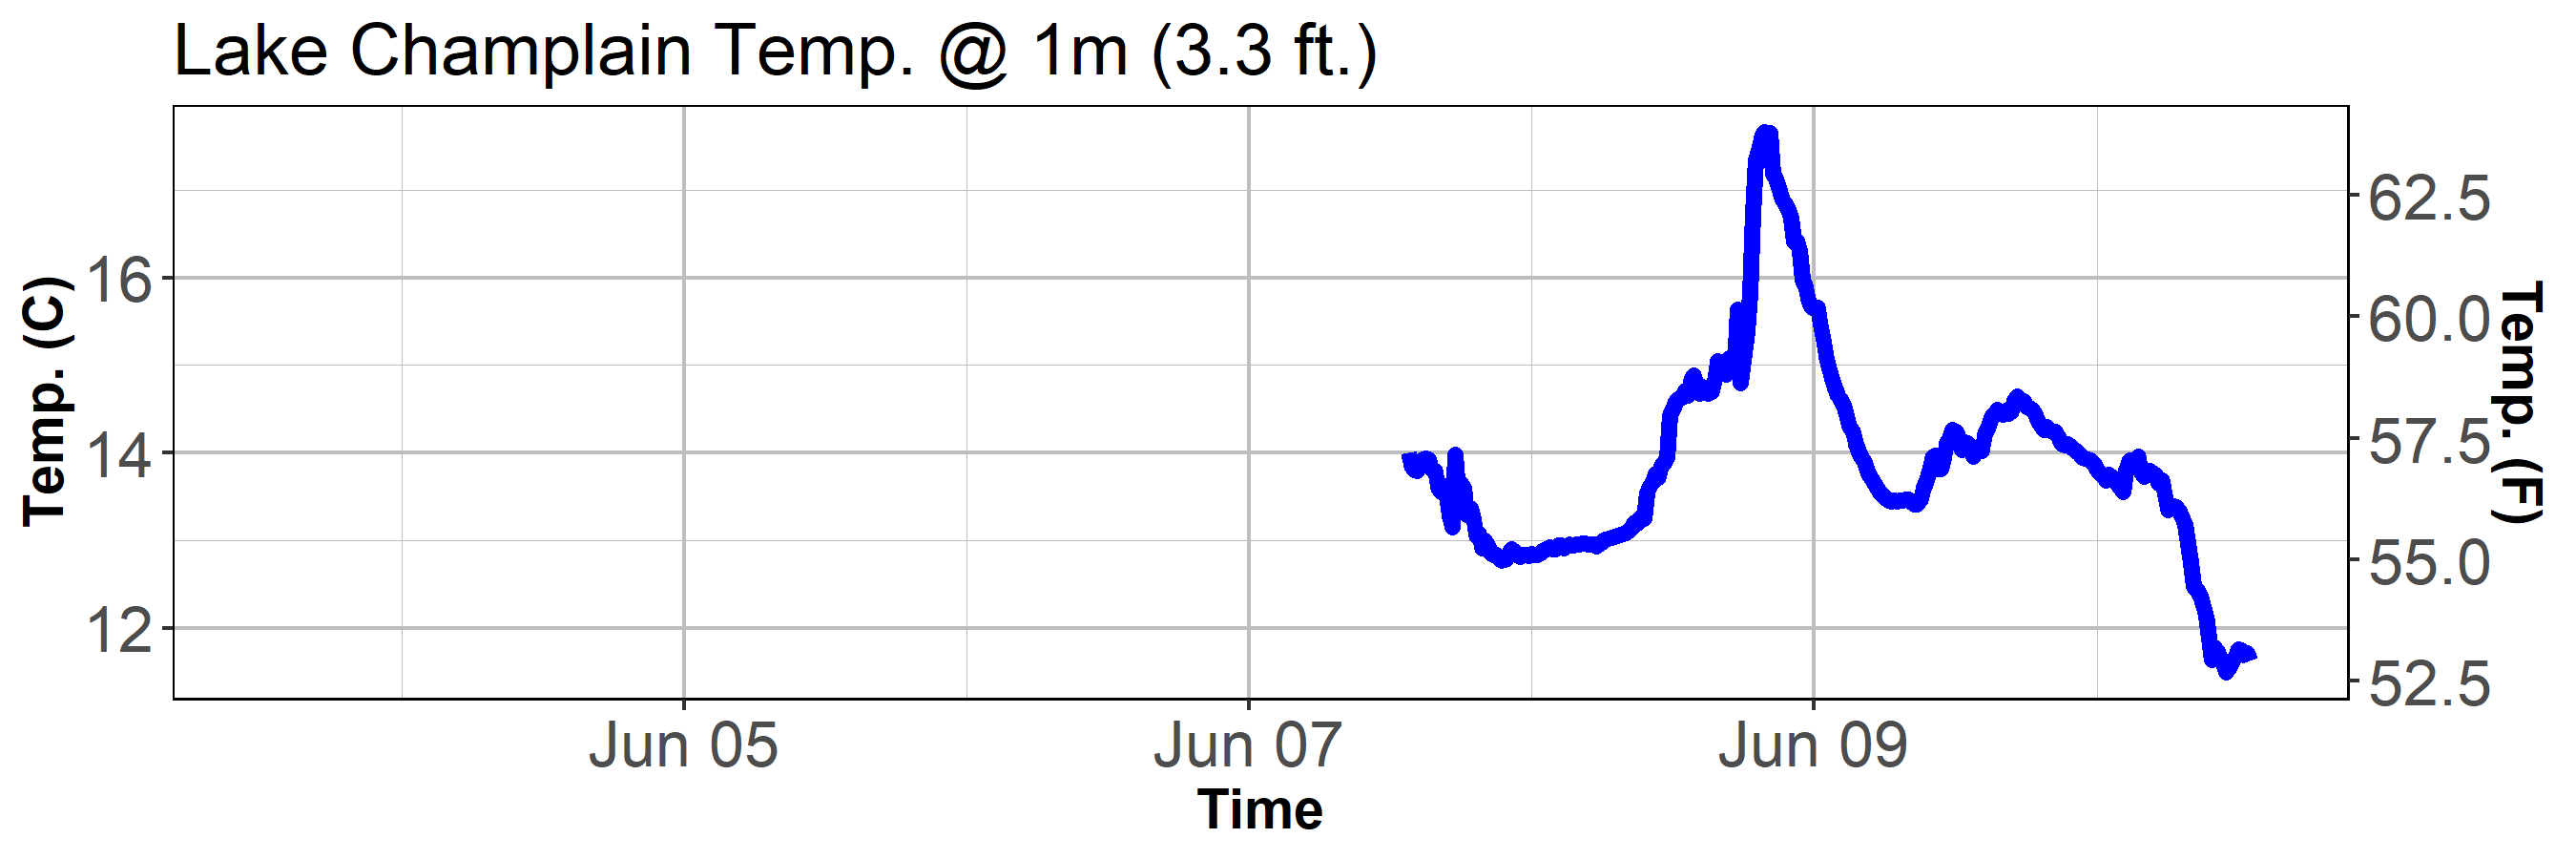 Lake Champlain Temp. @ 1m (3.3 ft.)
Temp. (C)
16
14
12
62.5
60.0
57.5
55.0
52.5
Temp. (F)
Jun 05 Jun 07 Jun 09
Time